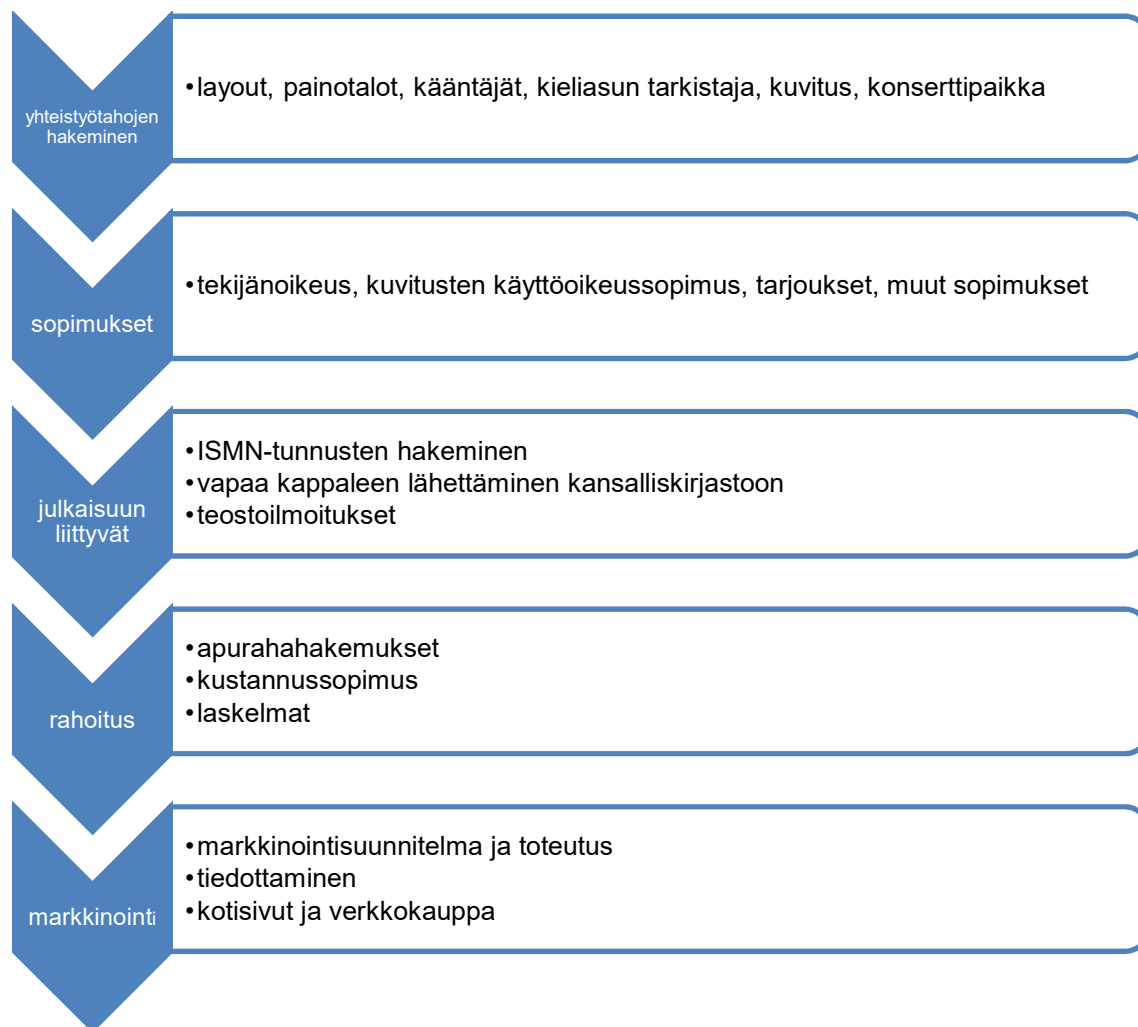 yhteistyötahojen
hakeminen
•layout, painotalot, kääntäjät, kieliasun tarkistaja, kuvitus, konserttipaikka
sopimukset
•tekijänoikeus, kuvitusten käyttöoikeussopimus, tarjoukset, muut sopimukset
julkaisuun
liittyvät
•ISMN-tunnusten hakeminen
•vapaa kappaleen lähettäminen kansalliskirjastoon
•teostoilmoitukset
rahoitus
•apurahahakemukset
•kustannussopimus
•laskelmat
markkinointi
•markkinointisuunnitelma ja toteutus
•tiedottaminen
•kotisivut ja verkkokauppa